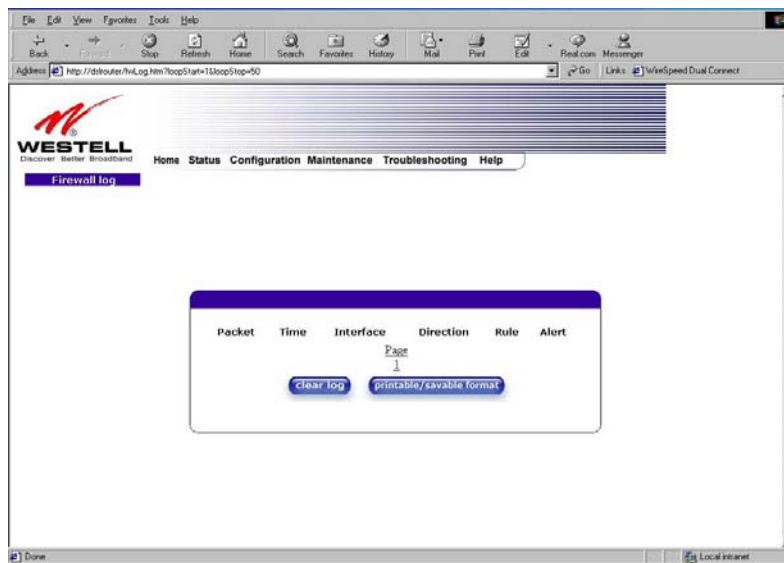 File Edit View Favorites Tools Help
Back Forward Stop Refresh Home Search Favorites History Mail Print Edit Real.com Messenger
Address http://dslrouter/fwLog.htm?loopStart=1&loopStop=50 Go Links WireSpeed Dual Connect
WESTELL
Discover Better Broadband
Home Status Configuration Maintenance Troubleshooting Help
Firewall log
Packet Time Interface Direction Rule Alert
Page
1
clear log printable/savable format
Done Local intranet